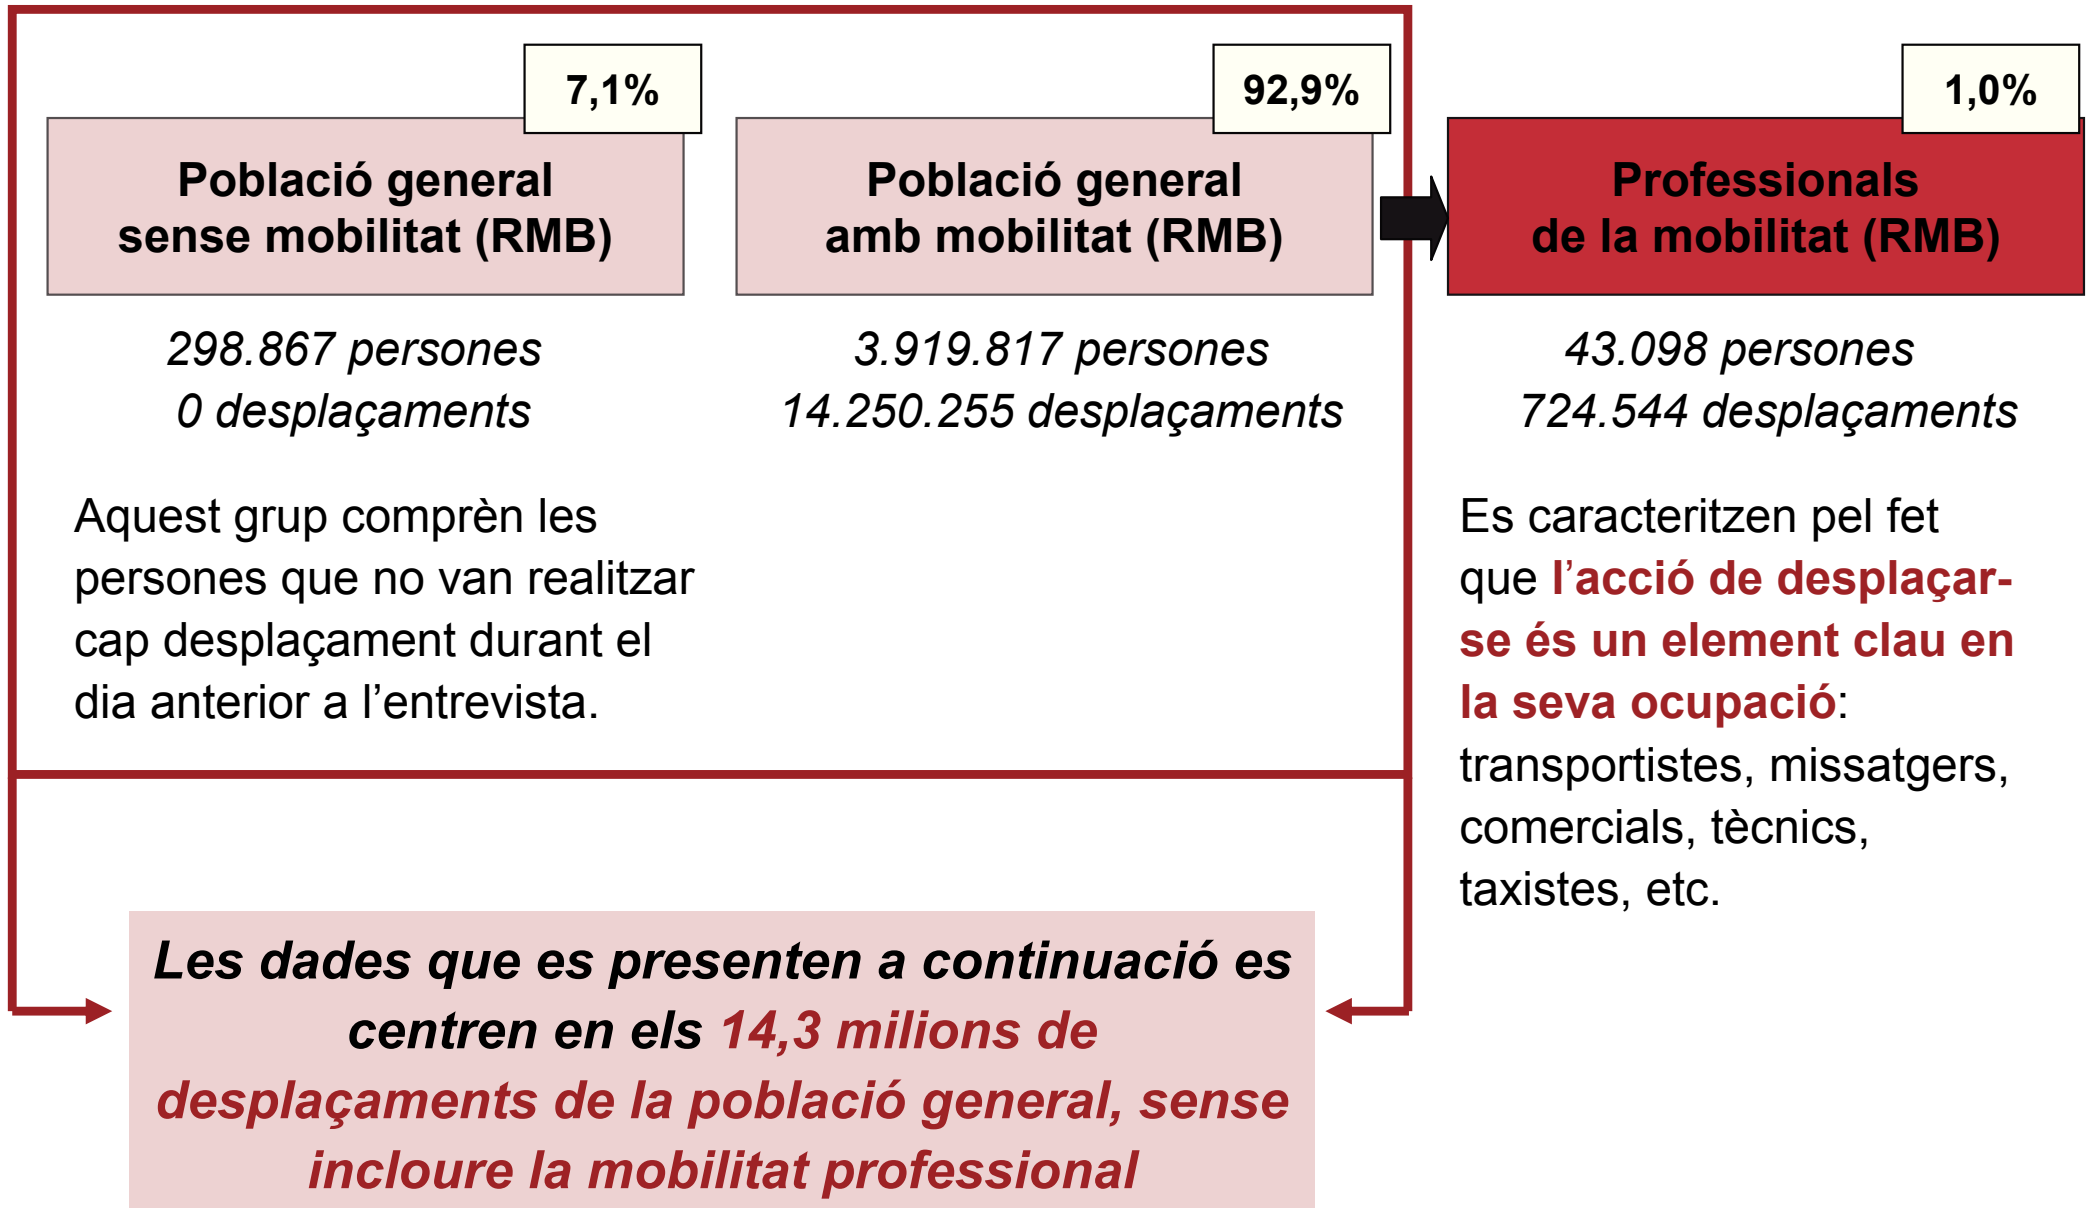 7,1%
Població general
sense mobilitat (RMB)
298.867 persones
0 desplaçaments
Aquest grup comprèn les
persones que no van realitzar
cap desplaçament durant el
dia anterior a l’entrevista.
92,9%
Població general
amb mobilitat (RMB)
3.919.817 persones
14.250.255 desplaçaments
1,0%
Professionals
de la mobilitat (RMB)
43.098 persones
724.544 desplaçaments
Es caracteritzen pel fet
que l’acció de desplaçar-
se és un element clau en
la seva ocupació:
transportistes, missatgers,
comercials, tècnics,
taxistes, etc.
Les dades que es presenten a continuació es
centren en els 14,3 milions de
desplaçaments de la població general, sense
incloure la mobilitat professional